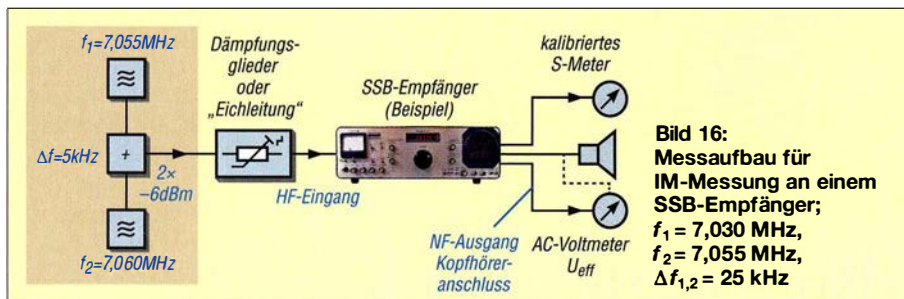 f₁=7,055MHz
Δf=5kHz
+
2×
–6dBm
f₂=7,060MHz
Dämpfungs-
glieder
oder
„Eichleitung“
HF-Eingang
SSB-Empfänger
(Beispiel)
NF-Ausgang
Kopfhörer-
anschluss
kalibriertes
S-Meter
AC-Voltmeter
Ueff
Bild 16:
Messaufbau für
IM-Messung an einem
SSB-Empfänger;
f₁ = 7,030 MHz,
f₂ = 7,055 MHz,
Δf₁,₂ = 25 kHz